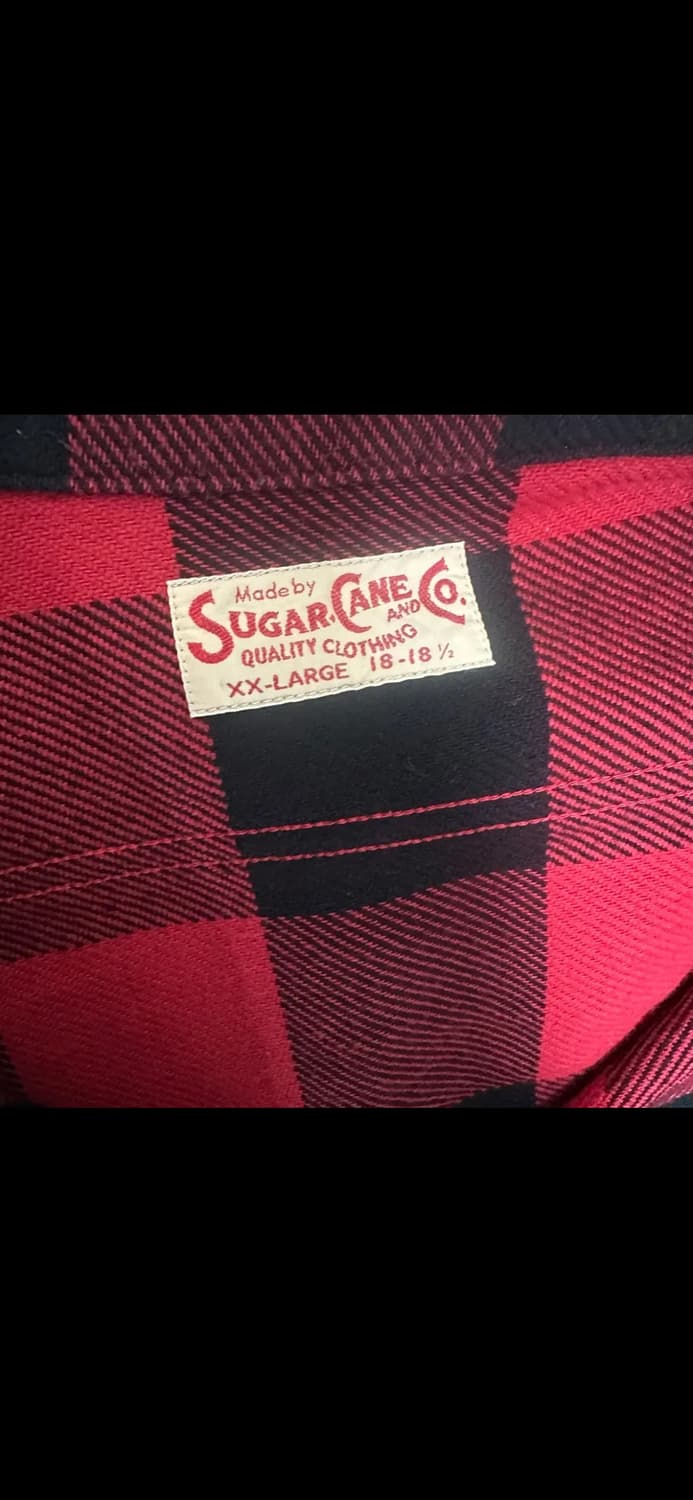 Made by
SUGAR CANE AND CO.
QUALITY CLOTHING
XX-LARGE 18-18 ½